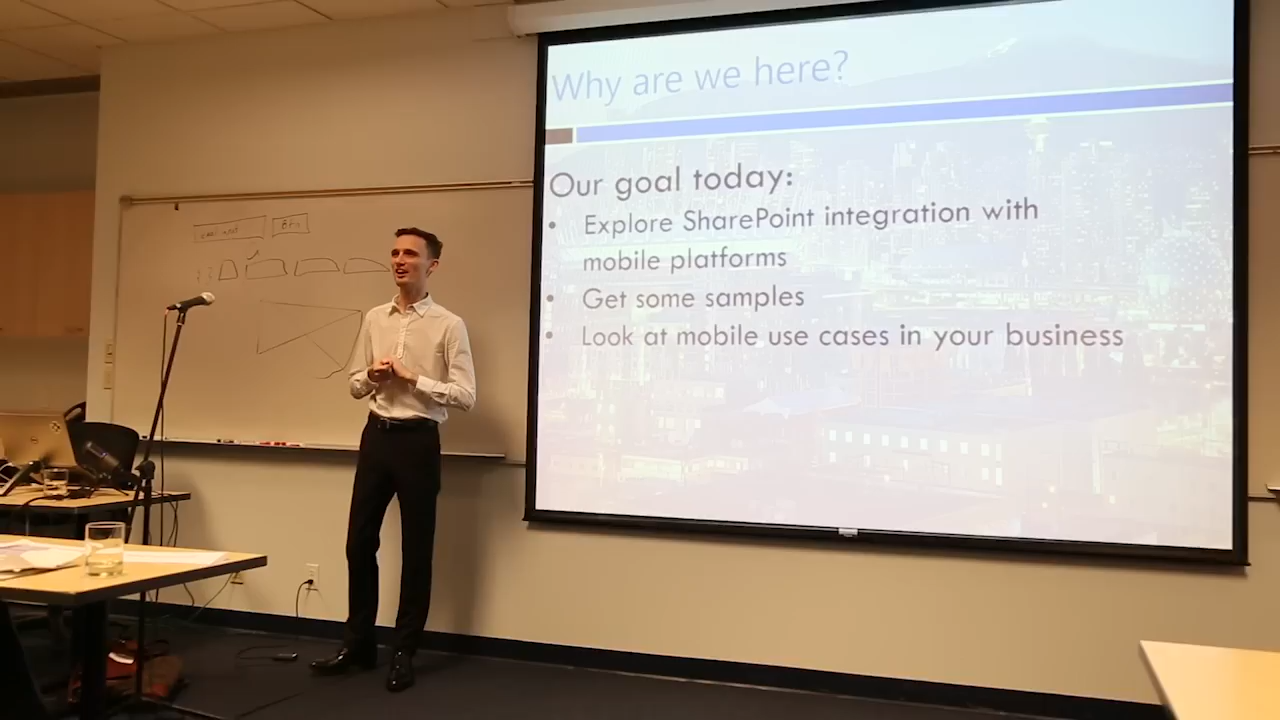 Why are we here?
Our goal today:
• Explore SharePoint integration with
mobile platforms
• Get some samples
• Look at mobile use cases in your business